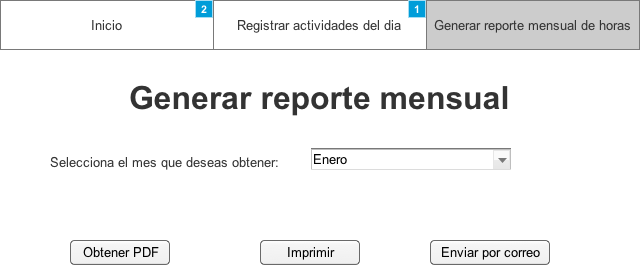 Inicio
2
Registrar actividades del dia
1
Generar reporte mensual de horas
Generar reporte mensual
Selecciona el mes que deseas obtener:
Enero
Obtener PDF
Imprimir
Enviar por correo